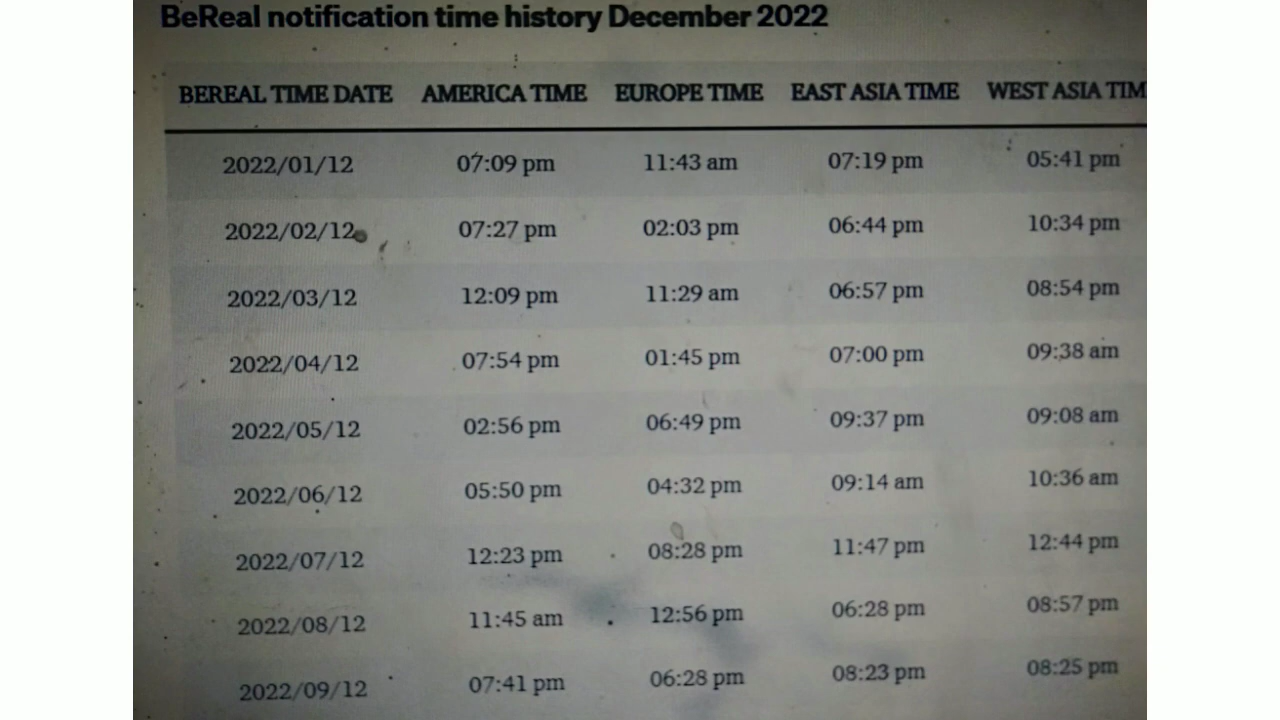 BeReal notification time history December 2022
BEREAL TIME DATE AMERICA TIME EUROPE TIME EAST ASIA TIME WEST ASIA TIM
2022/01/12 07:09 pm 11:43 am 07:19 pm 05:41 pm
2022/02/12 07:27 pm 02:03 pm 06:44 pm 10:34 pm
2022/03/12 12:09 pm 11:29 am 06:57 pm 08:54 pm
2022/04/12 07:54 pm 01:45 pm 07:00 pm 09:38 am
2022/05/12 02:56 pm 06:49 pm 09:37 pm 09:08 am
2022/06/12 05:50 pm 04:32 pm 09:14 am 10:36 am
2022/07/12 12:23 pm 08:28 pm 11:47 pm 12:44 pm
2022/08/12 11:45 am 12:56 pm 06:28 pm 08:57 pm
2022/09/12 07:41 pm 06:28 pm 08:23 pm 08:25 pm